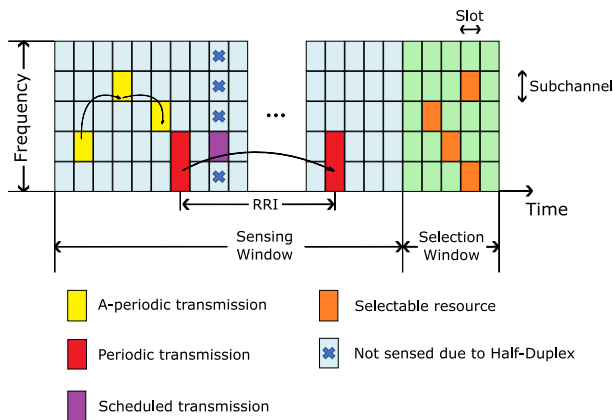 Slot
Subchannel
Frequency
...
RRI
Time
Sensing
Window
Selection
Window
A-periodic transmission
Selectable resource
Periodic transmission
Not sensed due to Half-Duplex
Scheduled transmission